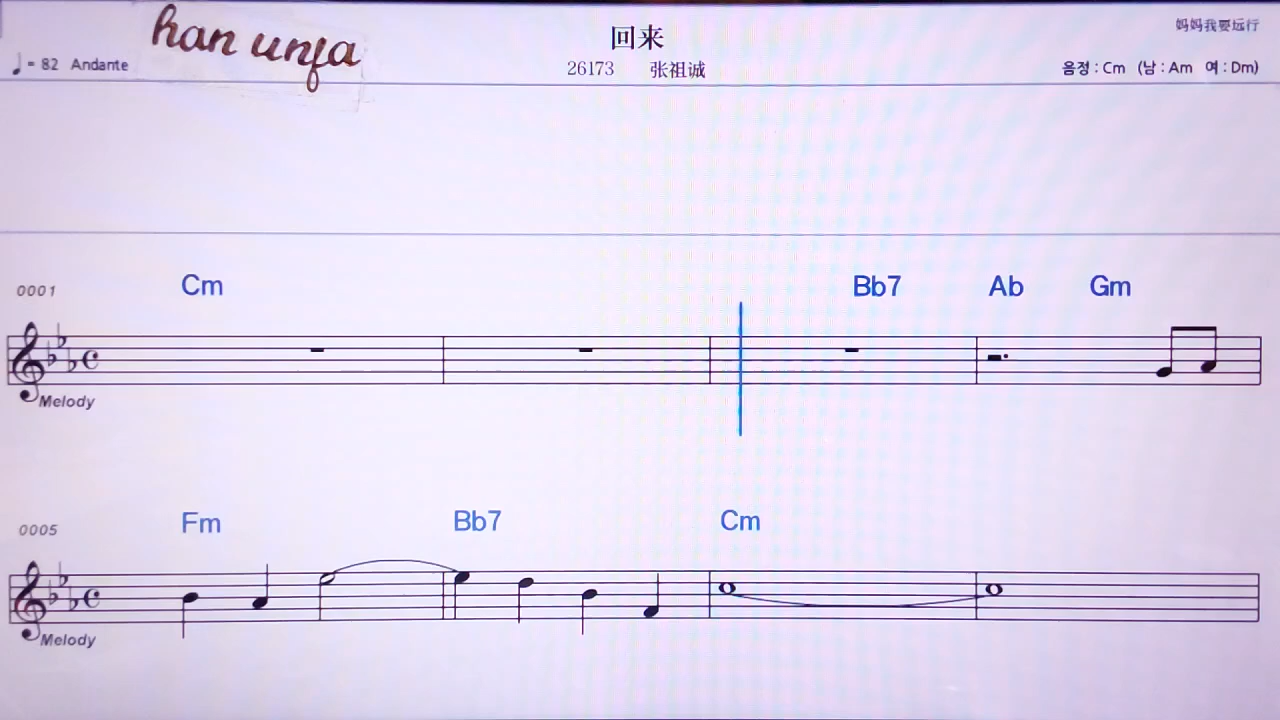 han unfa
回来
妈妈我要远行
♩= 82 Andante
26173 张祖诚
음정 : Cm (남 : Am 여 : Dm)
0001 Cm Bb7 Ab Gm
Melody
0005 Fm Bb7 Cm
Melody